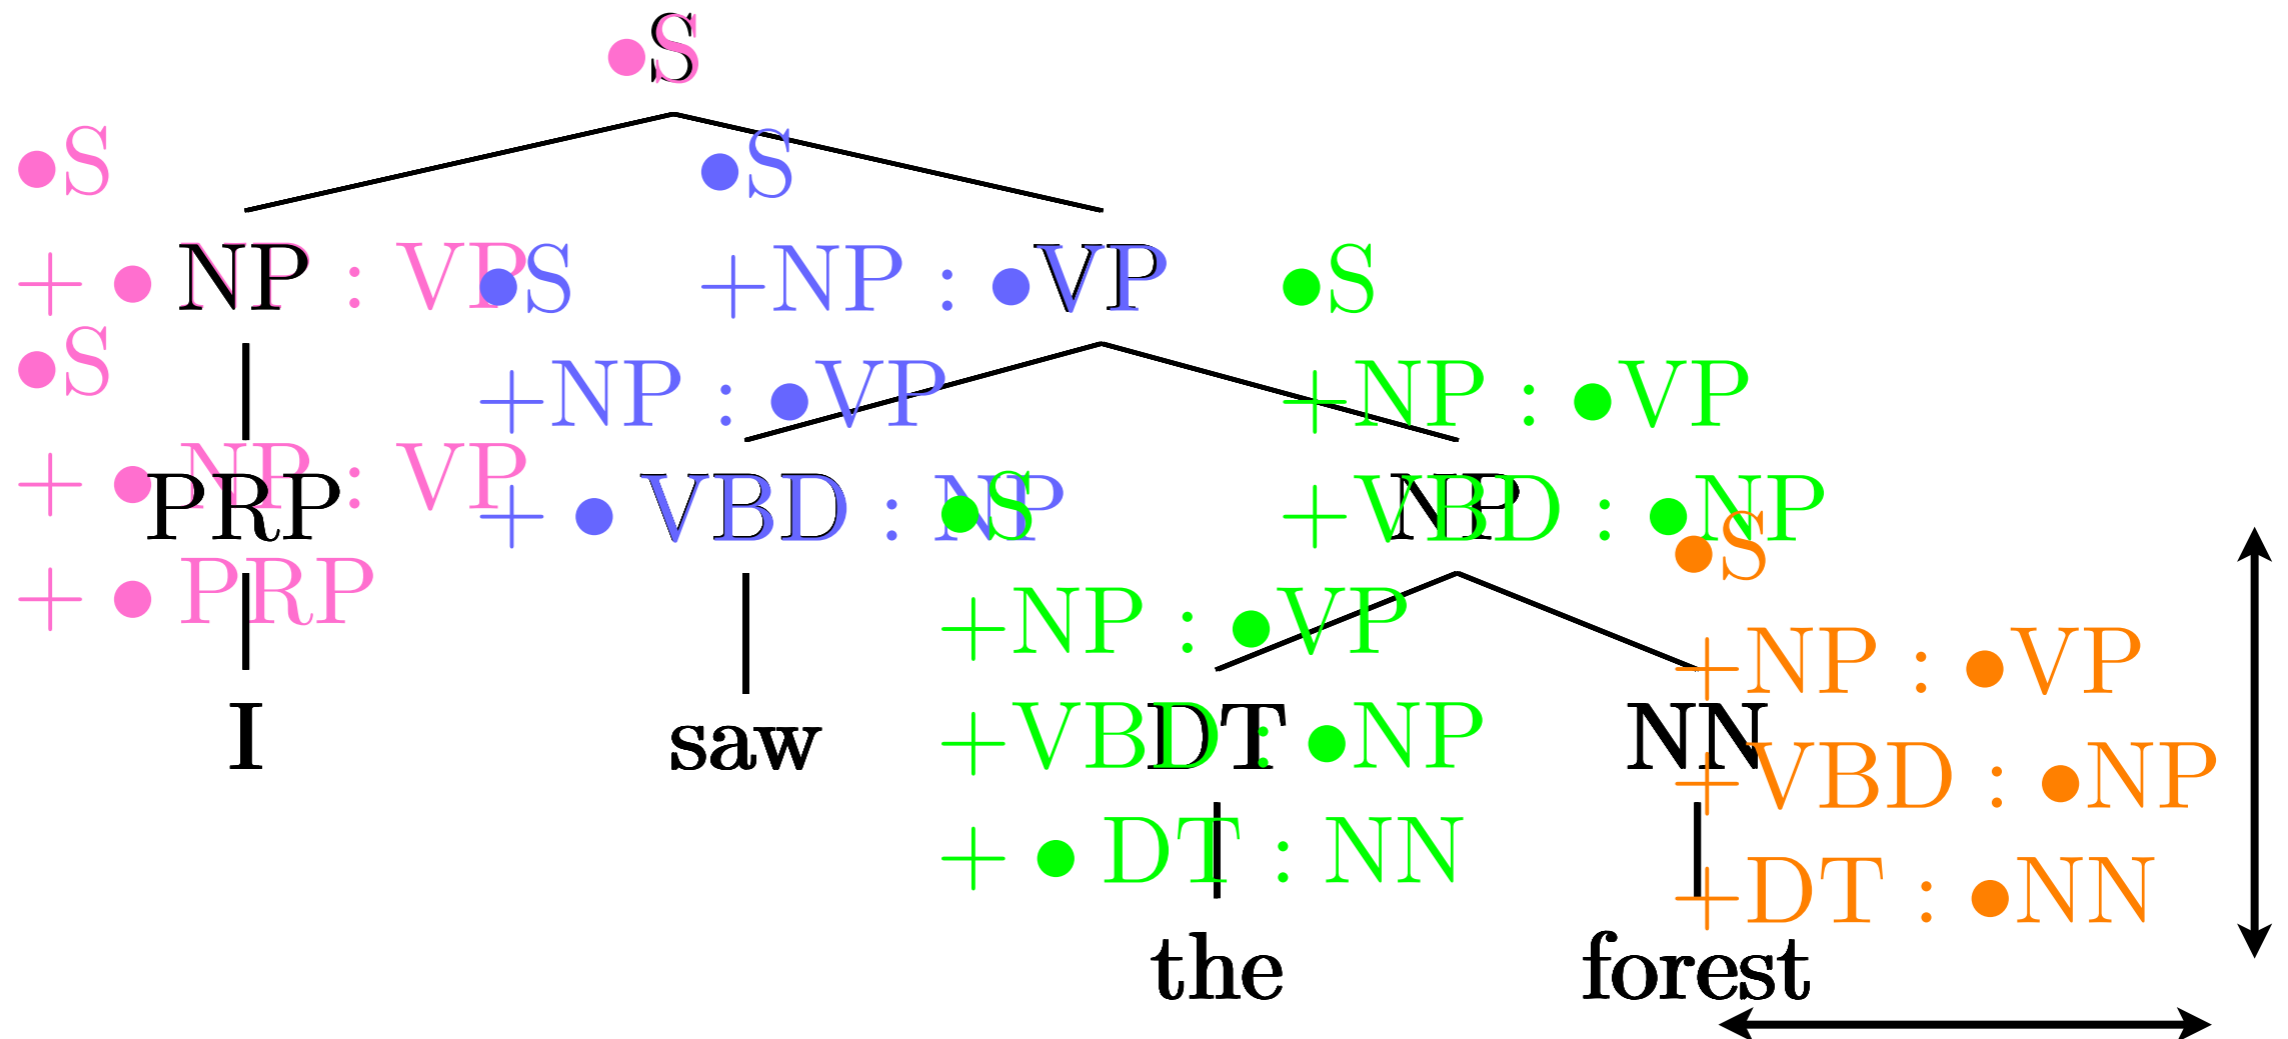 •S
•S
•S
+ • NP : VP
•S
+NP : •VP
•S
•S
+NP : •VP
+NP : •VP
+ • NP : VP
PRP
+ • VBD : NP
•S
+VBD : •NP
NP
•S
+ • PRP
+NP : •VP
+NP : •VP
I
saw
+VBD : •NP
DT
NN
+VBD : •NP
+ • DT : NN
+DT : •NN
the
forest